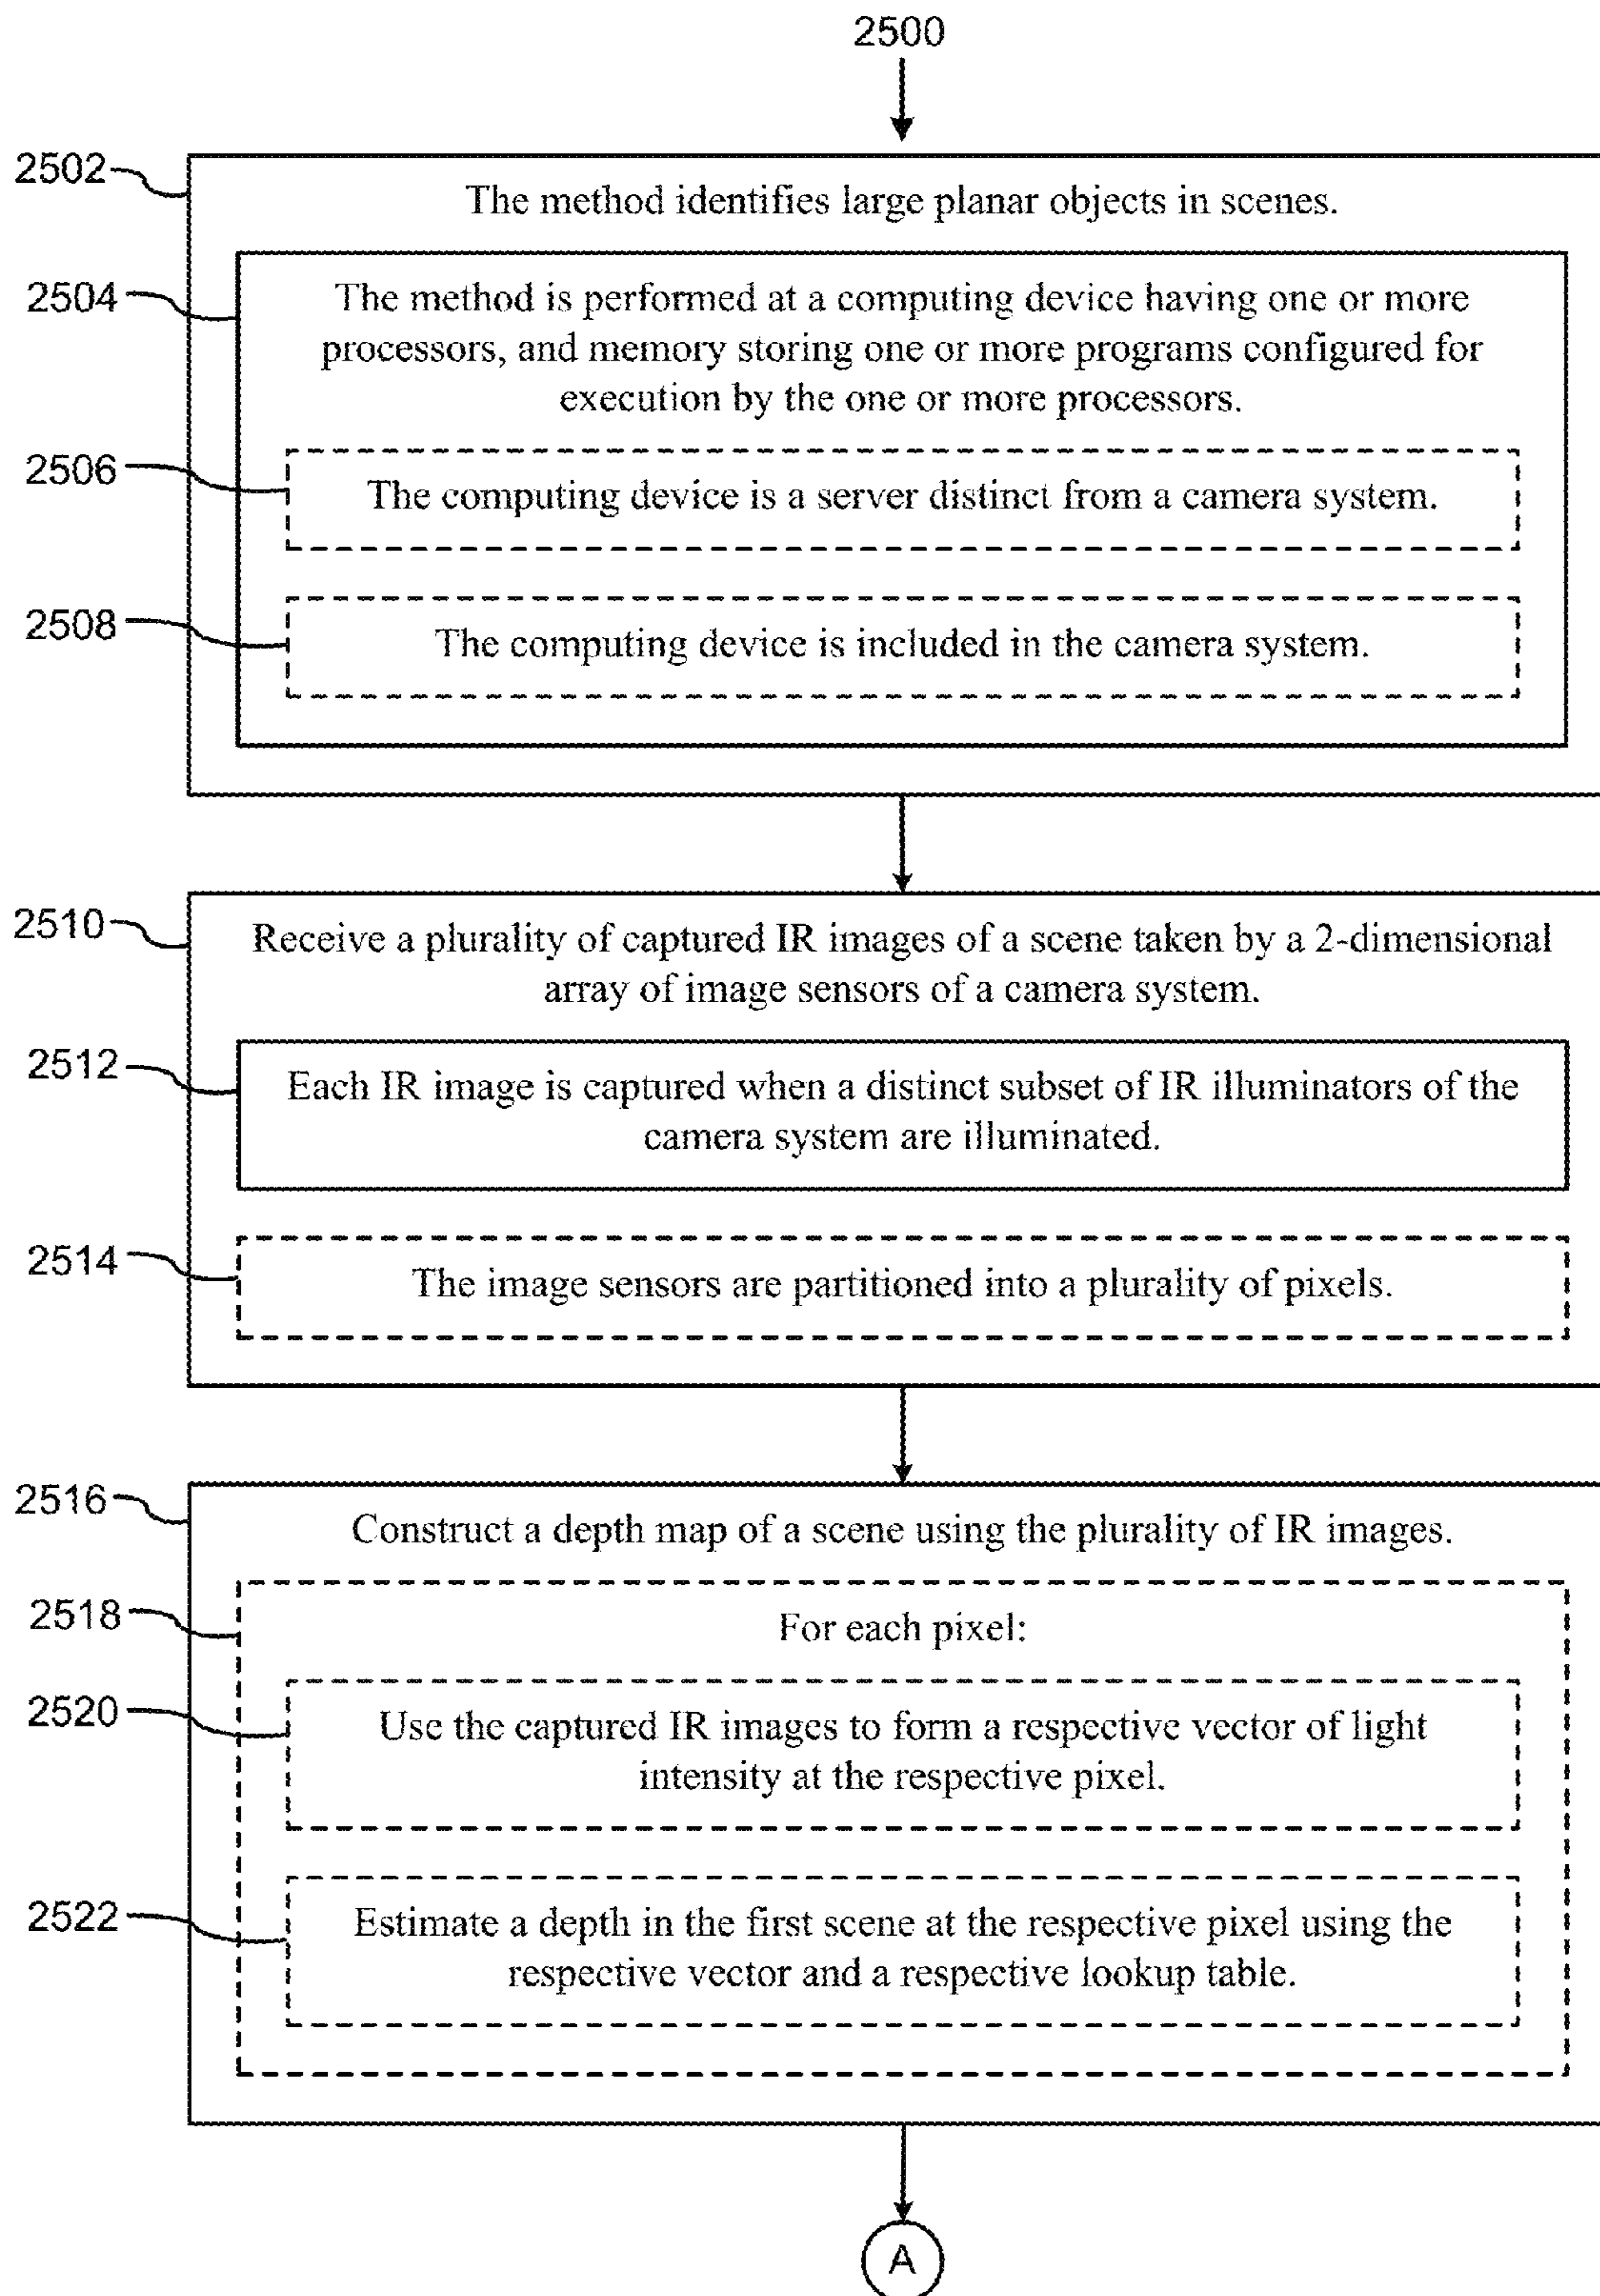 2500
2502
The method identifies large planar objects in scenes.
2504
The method is performed at a computing device having one or more
processors, and memory storing one or more programs configured for
execution by the one or more processors.
2506
The computing device is a server distinct from a camera system.
2508
The computing device is included in the camera system.
2510
Receive a plurality of captured IR images of a scene taken by a 2-dimensional
array of image sensors of a camera system.
2512
Each IR image is captured when a distinct subset of IR illuminators of the
camera system are illuminated.
2514
The image sensors are partitioned into a plurality of pixels.
2516
Construct a depth map of a scene using the plurality of IR images.
2518
For each pixel:
2520
Use the captured IR images to form a respective vector of light
intensity at the respective pixel.
2522
Estimate a depth in the first scene at the respective pixel using the
respective vector and a respective lookup table.
A